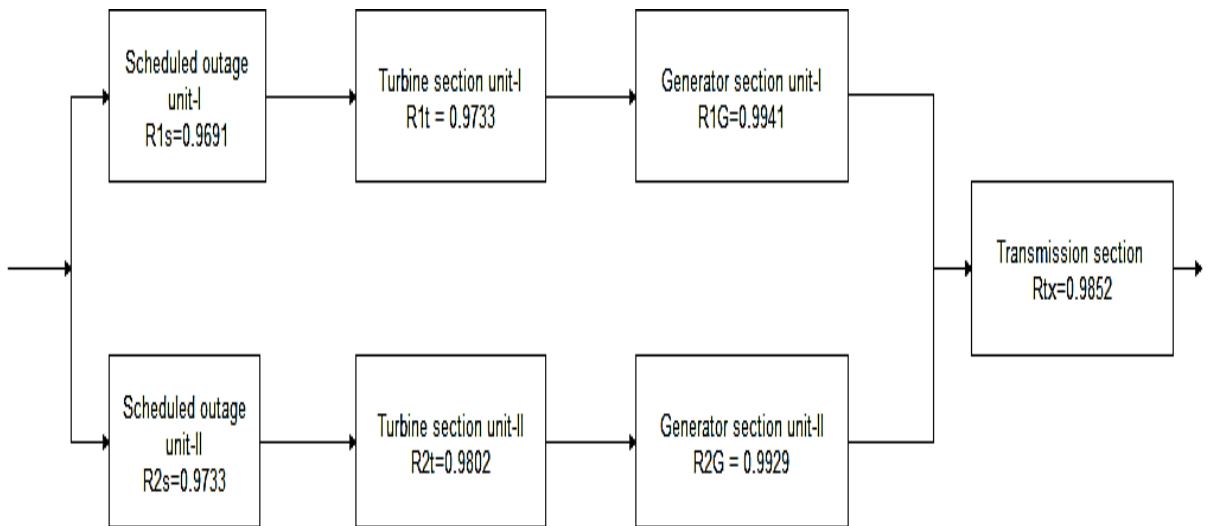 Scheduled outage
unit-I
R1s=0.9691
Turbine section unit-I
R1t = 0.9733
Generator section unit-I
R1G=0.9941
Transmission section
Rtx=0.9852
Scheduled outage
unit-II
R2s=0.9733
Turbine section unit-II
R2t=0.9802
Generator section unit-II
R2G = 0.9929